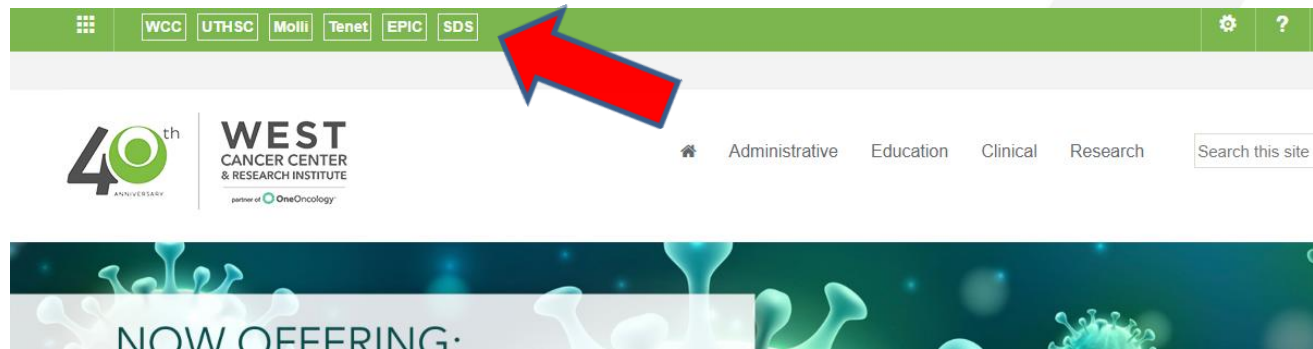 WCC UTHSC Molli Tenet EPIC SDS ?
40th
ANNIVERSARY
WEST
CANCER CENTER
& RESEARCH INSTITUTE
partner of OneOncology
Administrative Education Clinical Research Search this site
NOW OFFERING: